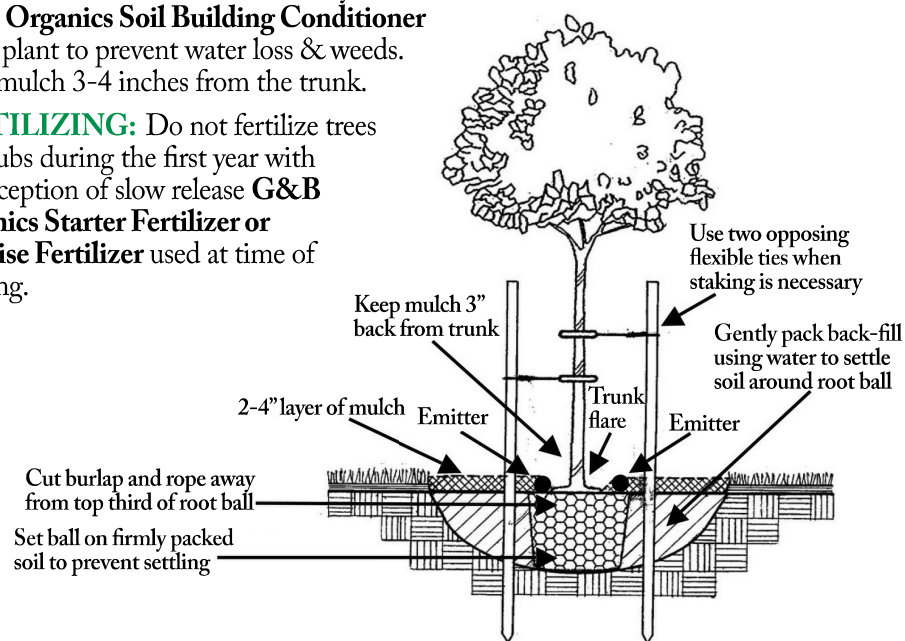 Organics Soil Building Conditioner
plant to prevent water loss & weeds.
mulch 3-4 inches from the trunk.
TILIZING: Do not fertilize trees
ubs during the first year with
ception of slow release G&B
nics Starter Fertilizer or
ise Fertilizer used at time of
ng.
Use two opposing
flexible ties when
staking is necessary
Keep mulch 3”
back from trunk
Gently pack back-fill
using water to settle
soil around root ball
2-4” layer of mulch
Emitter
Trunk
flare
Emitter
Cut burlap and rope away
from top third of root ball
Set ball on firmly packed
soil to prevent settling